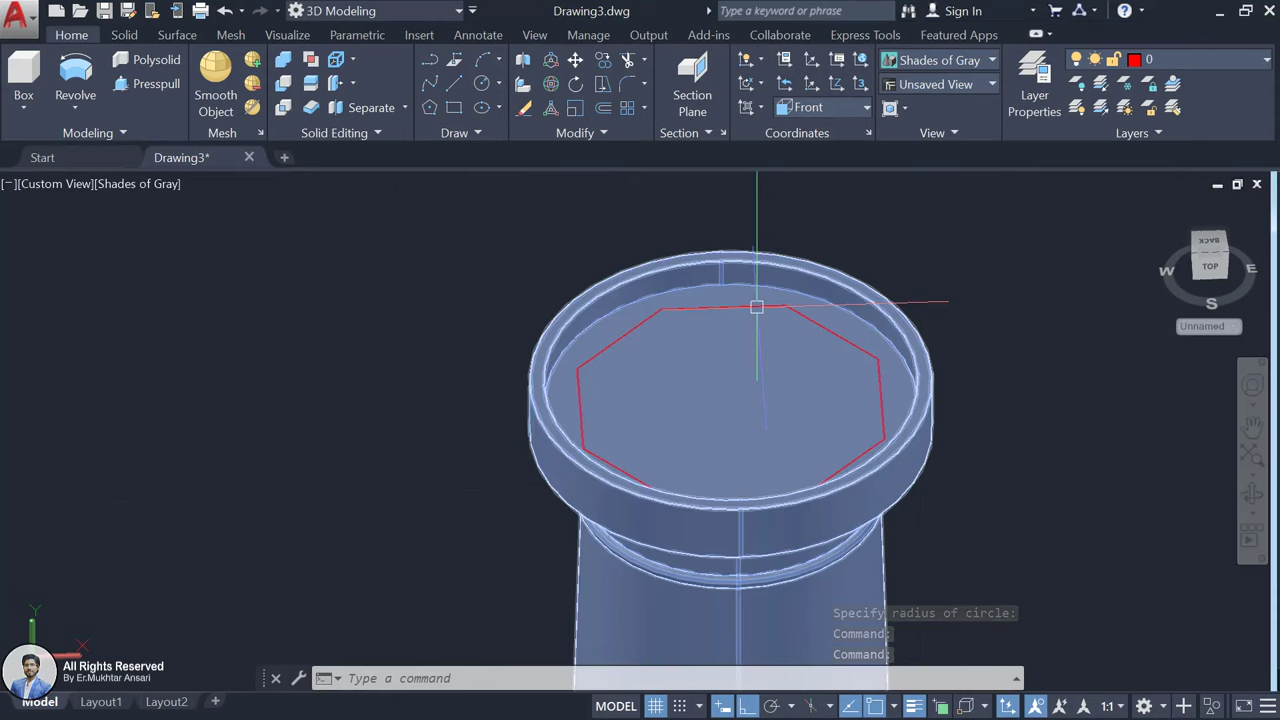 3D Modeling
Drawing3.dwg
Type a keyword or phrase
Sign In
Home Solid Surface Mesh Visualize Parametric Insert Annotate View Manage Output Add-ins Collaborate Express Tools Featured Apps
Polysolid
Presspull
Box
Revolve
Smooth
Object
Separate
Section
Plane
Front
Shades of Gray
Unsaved View
Layer
Properties
0
Modeling
Mesh
Solid Editing
Draw
Modify
Section
Coordinates
View
Layers
Start
Drawing3*
[−][Custom View][Shades of Gray]
BACK
TOP
W
E
S
Unnamed
Specify radius of circle:
Command:
Command:
Y
X
All Rights Reserved
By Er.Mukhtar Ansari
Type a command
Model Layout1 Layout2
MODEL
1:1